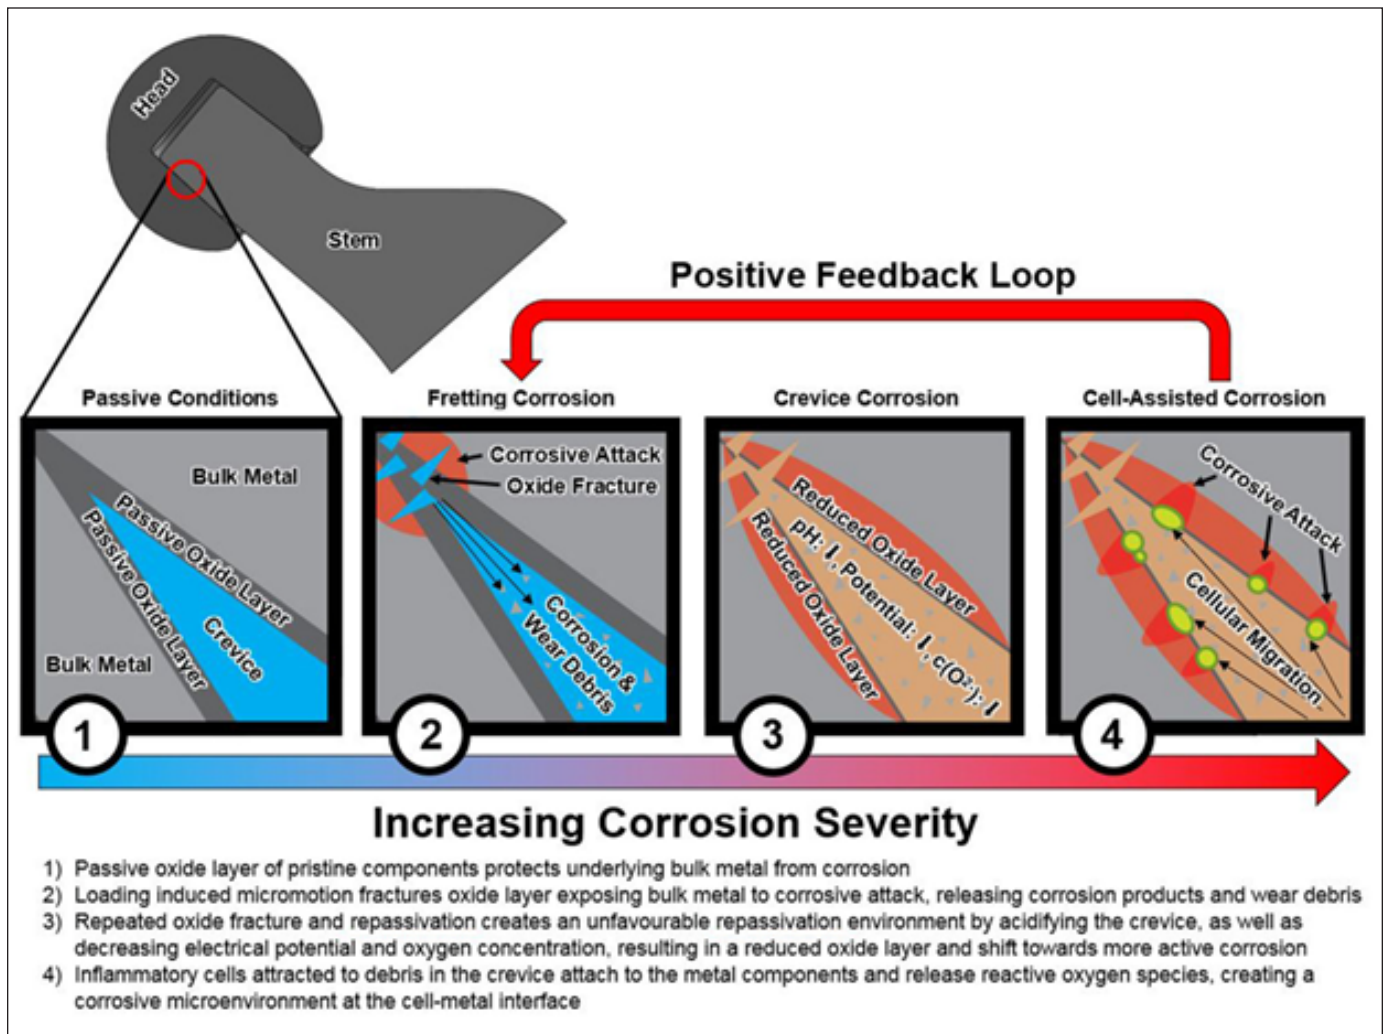 Head
Stem
Positive Feedback Loop
Passive Conditions
Fretting Corrosion
Crevice Corrosion
Cell-Assisted Corrosion
Bulk Metal
Passive Oxide Layer
Passive Oxide Layer
Crevice
Bulk Metal
1
Corrosive Attack
Oxide Fracture
Corrosion &
Wear Debris
2
Reduced Oxide Layer
pH: ⬇, Potential: ⬇, c(O²⁻): ⬇
Reduced Oxide Layer
3
Corrosive Attack
Cellular Migration
4
Increasing Corrosion Severity
1) Passive oxide layer of pristine components protects underlying bulk metal from corrosion
2) Loading induced micromotion fractures oxide layer exposing bulk metal to corrosive attack, releasing corrosion products and wear debris
3) Repeated oxide fracture and repassivation creates an unfavourable repassivation environment by acidifying the crevice, as well as
decreasing electrical potential and oxygen concentration, resulting in a reduced oxide layer and shift towards more active corrosion
4) Inflammatory cells attracted to debris in the crevice attach to the metal components and release reactive oxygen species, creating a
corrosive microenvironment at the cell-metal interface